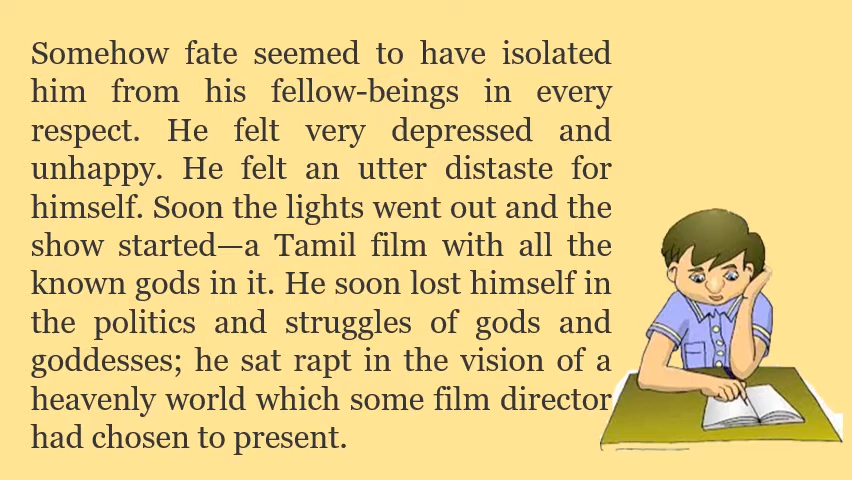 Somehow fate seemed to have isolated
him from his fellow-beings in every
respect. He felt very depressed and
unhappy. He felt an utter distaste for
himself. Soon the lights went out and the
show started—a Tamil film with all the
known gods in it. He soon lost himself in
the politics and struggles of gods and
goddesses; he sat rapt in the vision of a
heavenly world which some film director
had chosen to present.